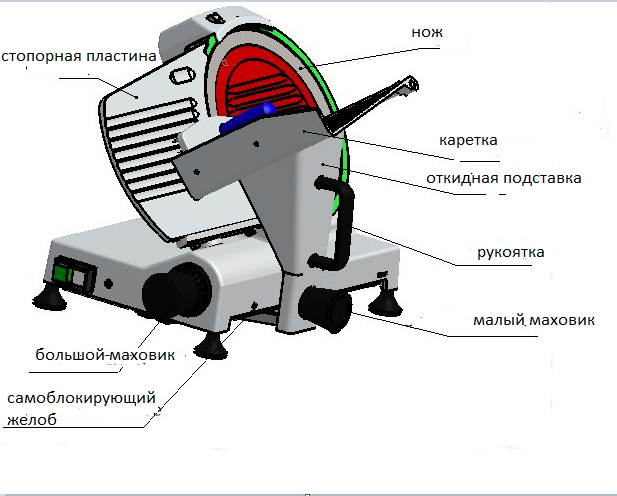 нож
стопорная пластина
каретка
откидная подставка
рукоятка
малый маховик
большой маховик
самоблокирующий
желоб